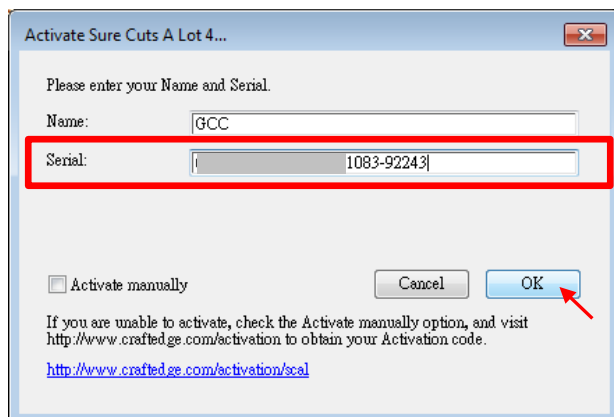 Activate Sure Cuts A Lot 4...
Please enter your Name and Serial.
Name: GCC
Serial: 1083-92243
Activate manually
Cancel
OK
If you are unable to activate, check the Activate manually option, and visit
http://www.craftedge.com/activation to obtain your Activation code.
http://www.craftedge.com/activation/scal